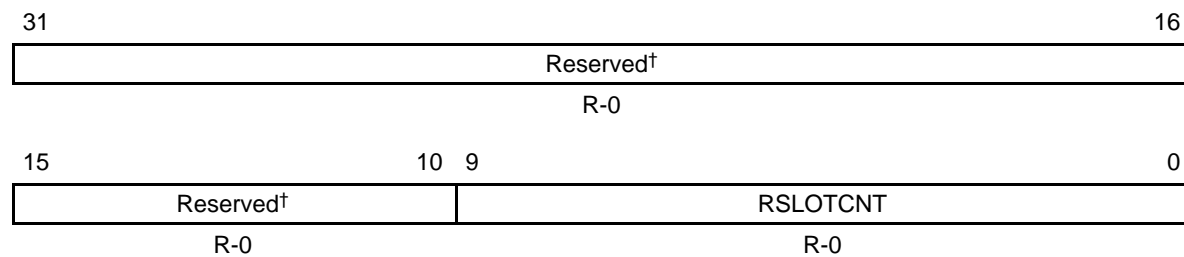 31 16
Reserved†
R-0
15 10 9 0
Reserved† RSLOTCNT
R-0 R-0